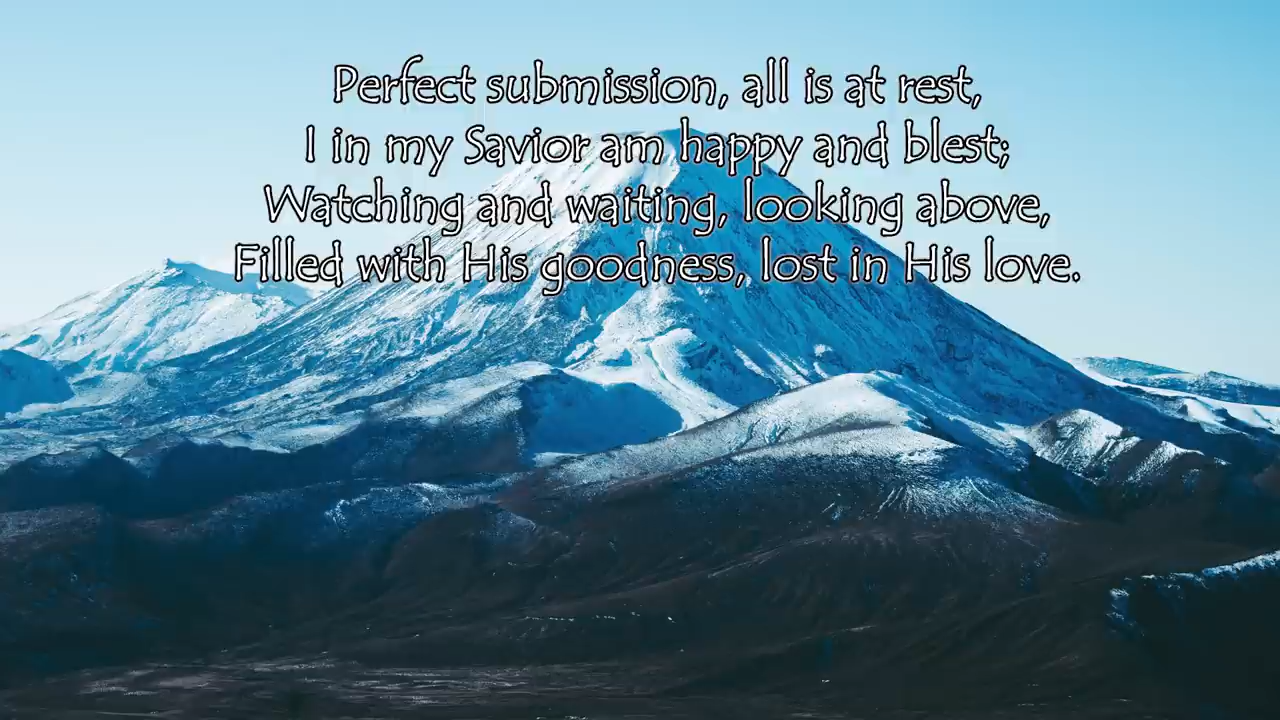 Perfect submission, all is at rest,
I in my Savior am happy and blest;
Watching and waiting, looking above,
Filled with His goodness, lost in His love.